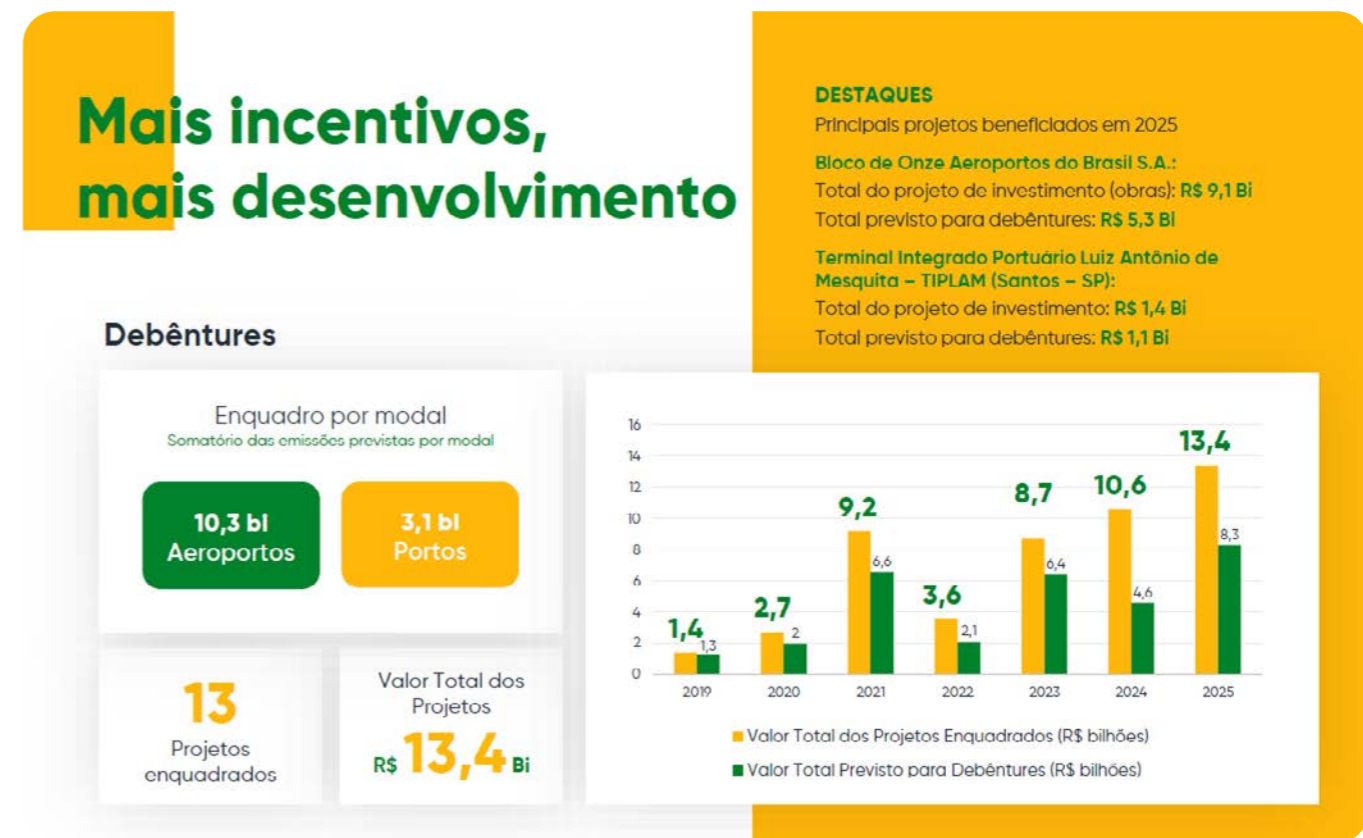 Mais incentivos,
mais desenvolvimento
DESTAQUES
Principais projetos beneficiados em 2025
Bloco de Onze Aeroportos do Brasil S.A.:
Total do projeto de investimento (obras): R$ 9,1 Bi
Total previsto para debêntures: R$ 5,3 Bi
Terminal Integrado Portuário Luiz Antônio de
Mesquita – TIPLAM (Santos – SP):
Total do projeto de investimento: R$ 1,4 Bi
Total previsto para debêntures: R$ 1,1 Bi
Debêntures
Enquadro por modal
Somatório das emissões previstas por modal
10,3 bi
Aeroportos
3,1 bi
Portos
13
Projetos
enquadrados
Valor Total dos
Projetos
R$ 13,4 Bi
16
14
12
10
8
6
4
2
0
1,4
1,3
2,7
2
9,2
6,6
3,6
2,1
8,7
6,4
10,6
4,6
13,4
8,3
2019 2020 2021 2022 2023 2024 2025
Valor Total dos Projetos Enquadrados (R$ bilhões)
Valor Total Previsto para Debêntures (R$ bilhões)